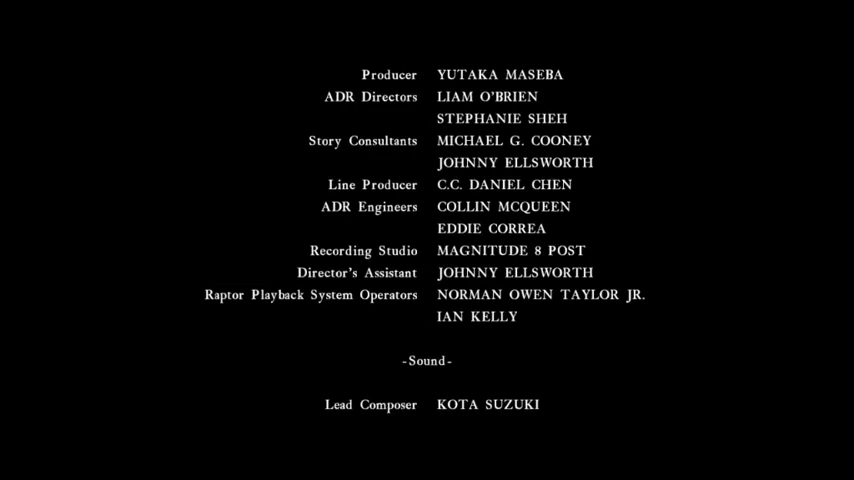 Producer YUTAKA MASEBA
ADR Directors LIAM O'BRIEN
STEPHANIE SHEH
Story Consultants MICHAEL G. COONEY
JOHNNY ELLSWORTH
Line Producer C.C. DANIEL CHEN
ADR Engineers COLLIN MCQUEEN
EDDIE CORREA
Recording Studio MAGNITUDE 8 POST
Director's Assistant JOHNNY ELLSWORTH
Raptor Playback System Operators NORMAN OWEN TAYLOR JR.
IAN KELLY
-Sound-
Lead Composer KOTA SUZUKI